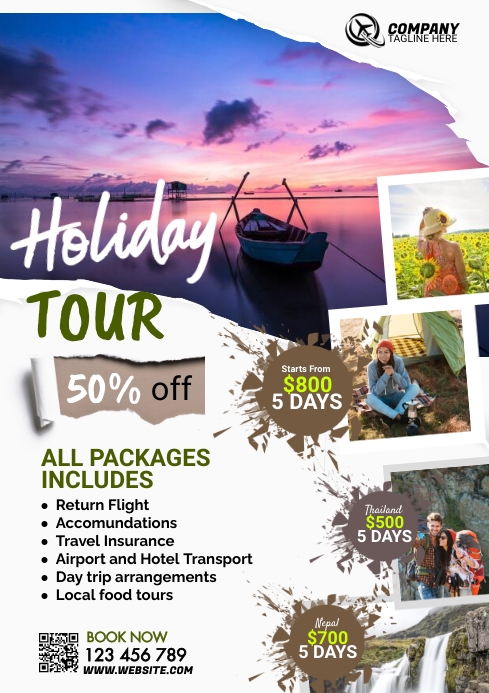 COMPANY
TAGLINE HERE
Holiday
TOUR
50% off
Starts From
$800
5 DAYS
ALL PACKAGES
INCLUDES
• Return Flight
• Accomundations
• Travel Insurance
• Airport and Hotel Transport
• Day trip arrangements
• Local food tours
Thailand
$500
5 DAYS
Nepal
$700
5 DAYS
BOOK NOW
123 456 789
WWW.WEBSITE.COM